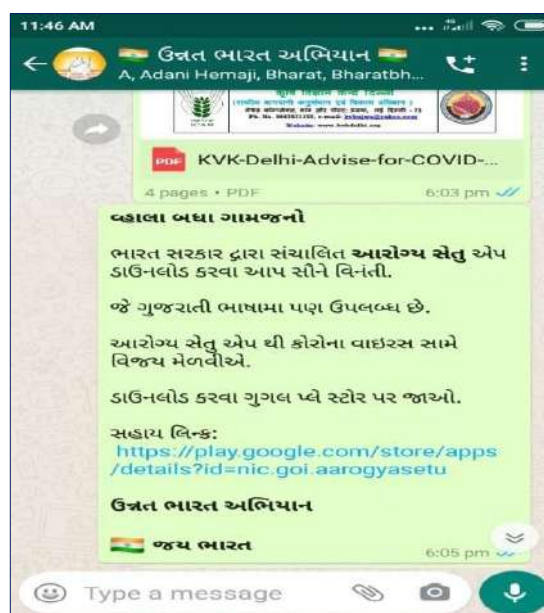 11:46 AM
ઉન્નત ભારત અભિયાન
A, Adani Hemaji, Bharat, Bharatbh...
PDF KVK-Delhi-Advise-for-COVID-...
4 pages • PDF 6:03 pm
વ્હાલા બધા ગામજનો
ભારત સરકાર દ્વારા સંચાલિત આરોગ્ય સેતુ એપ
ડાઉનલોડ કરવા આપ સૌને વિનંતી.
જે ગુજરાતી ભાષામા પણ ઉપલબ્ધ છે.
આરોગ્ય સેતુ એપ થી કોરોના વાઇરસ સામે
વિજય મેળવીએ.
ડાઉનલોડ કરવા ગુગલ પ્લે સ્ટોર પર જાઓ.
સહાય લિન્ક:
https://play.google.com/store/apps
/details?id=nic.goi.aarogyasetu
ઉન્નત ભારત અભિયાન
જય ભારત
6:05 pm
Type a message